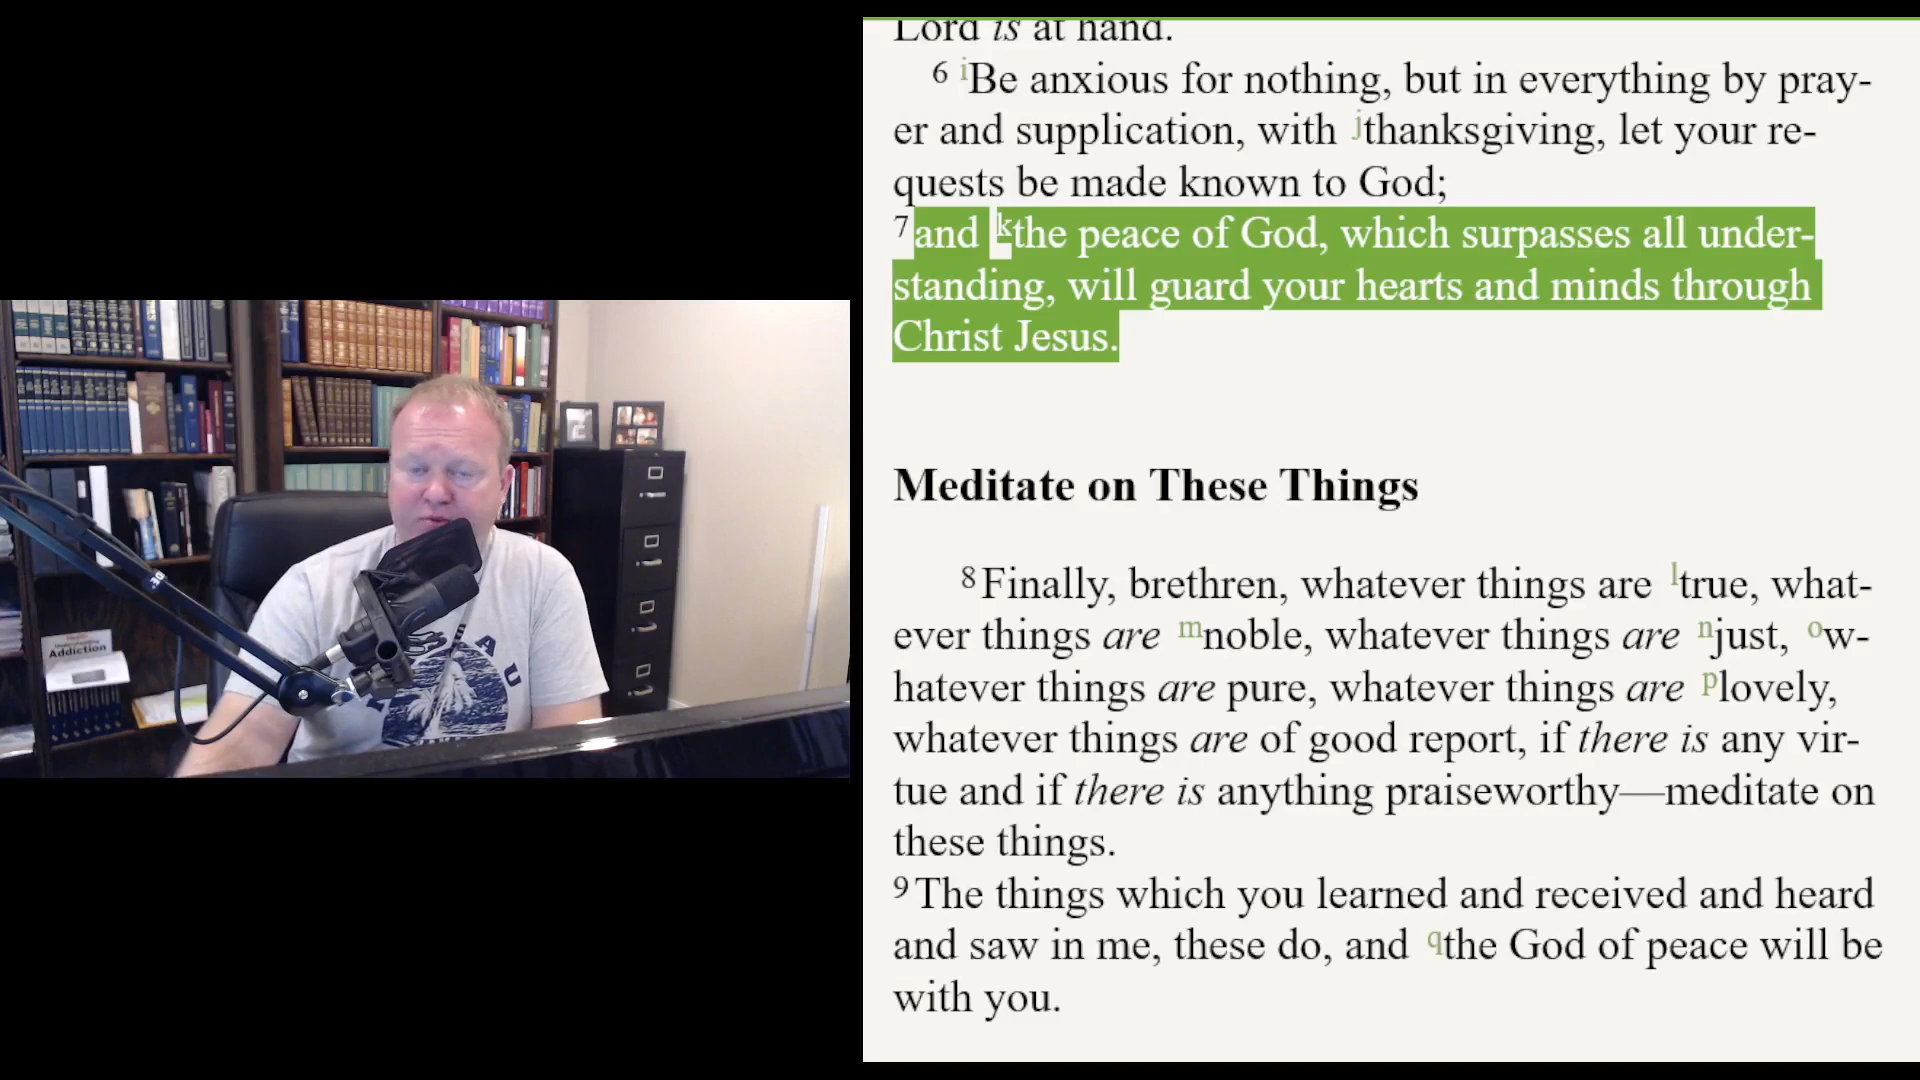 Lord is at hand.
6 iBe anxious for nothing, but in everything by pray-
er and supplication, with jthanksgiving, let your re-
quests be made known to God;
7 and kthe peace of God, which surpasses all under-
standing, will guard your hearts and minds through
Christ Jesus.
Meditate on These Things
8 Finally, brethren, whatever things are ltrue, what-
ever things are mnoble, whatever things are njust, ow-
hatever things are pure, whatever things are plovely,
whatever things are of good report, if there is any vir-
tue and if there is anything praiseworthy—meditate on
these things.
9 The things which you learned and received and heard
and saw in me, these do, and qthe God of peace will be
with you.
Addiction
A U